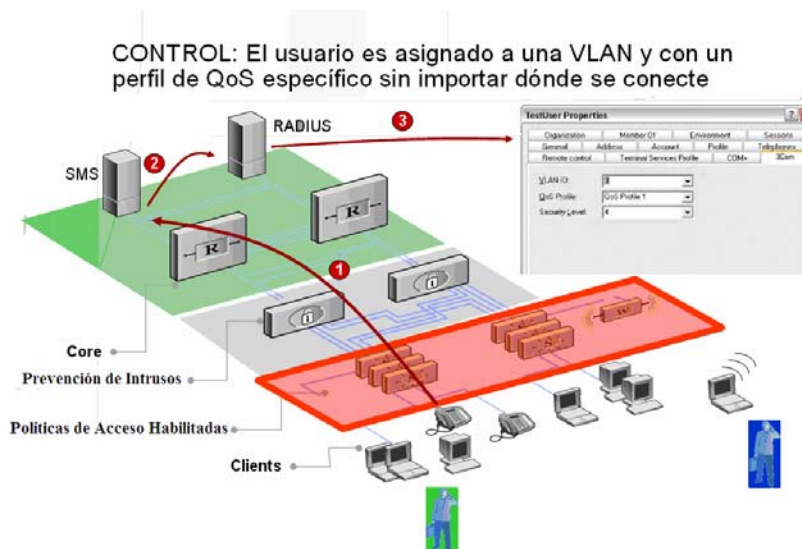 CONTROL: El usuario es asignado a una VLAN y con un
perfil de QoS específico sin importar dónde se conecte
RADIUS
SMS
2
3
1
TestUser Properties
?
Organization Member Of Environment Sessions
General Address Account Profile Telephones
Remote control Terminal Services Profile COM+ 3Com
VLAN ID:
QoS Profile: QoS Profile 1
Security Level: 4
R
R
W
S
Core
Prevención de Intrusos
Políticas de Acceso Habilitadas
Clients